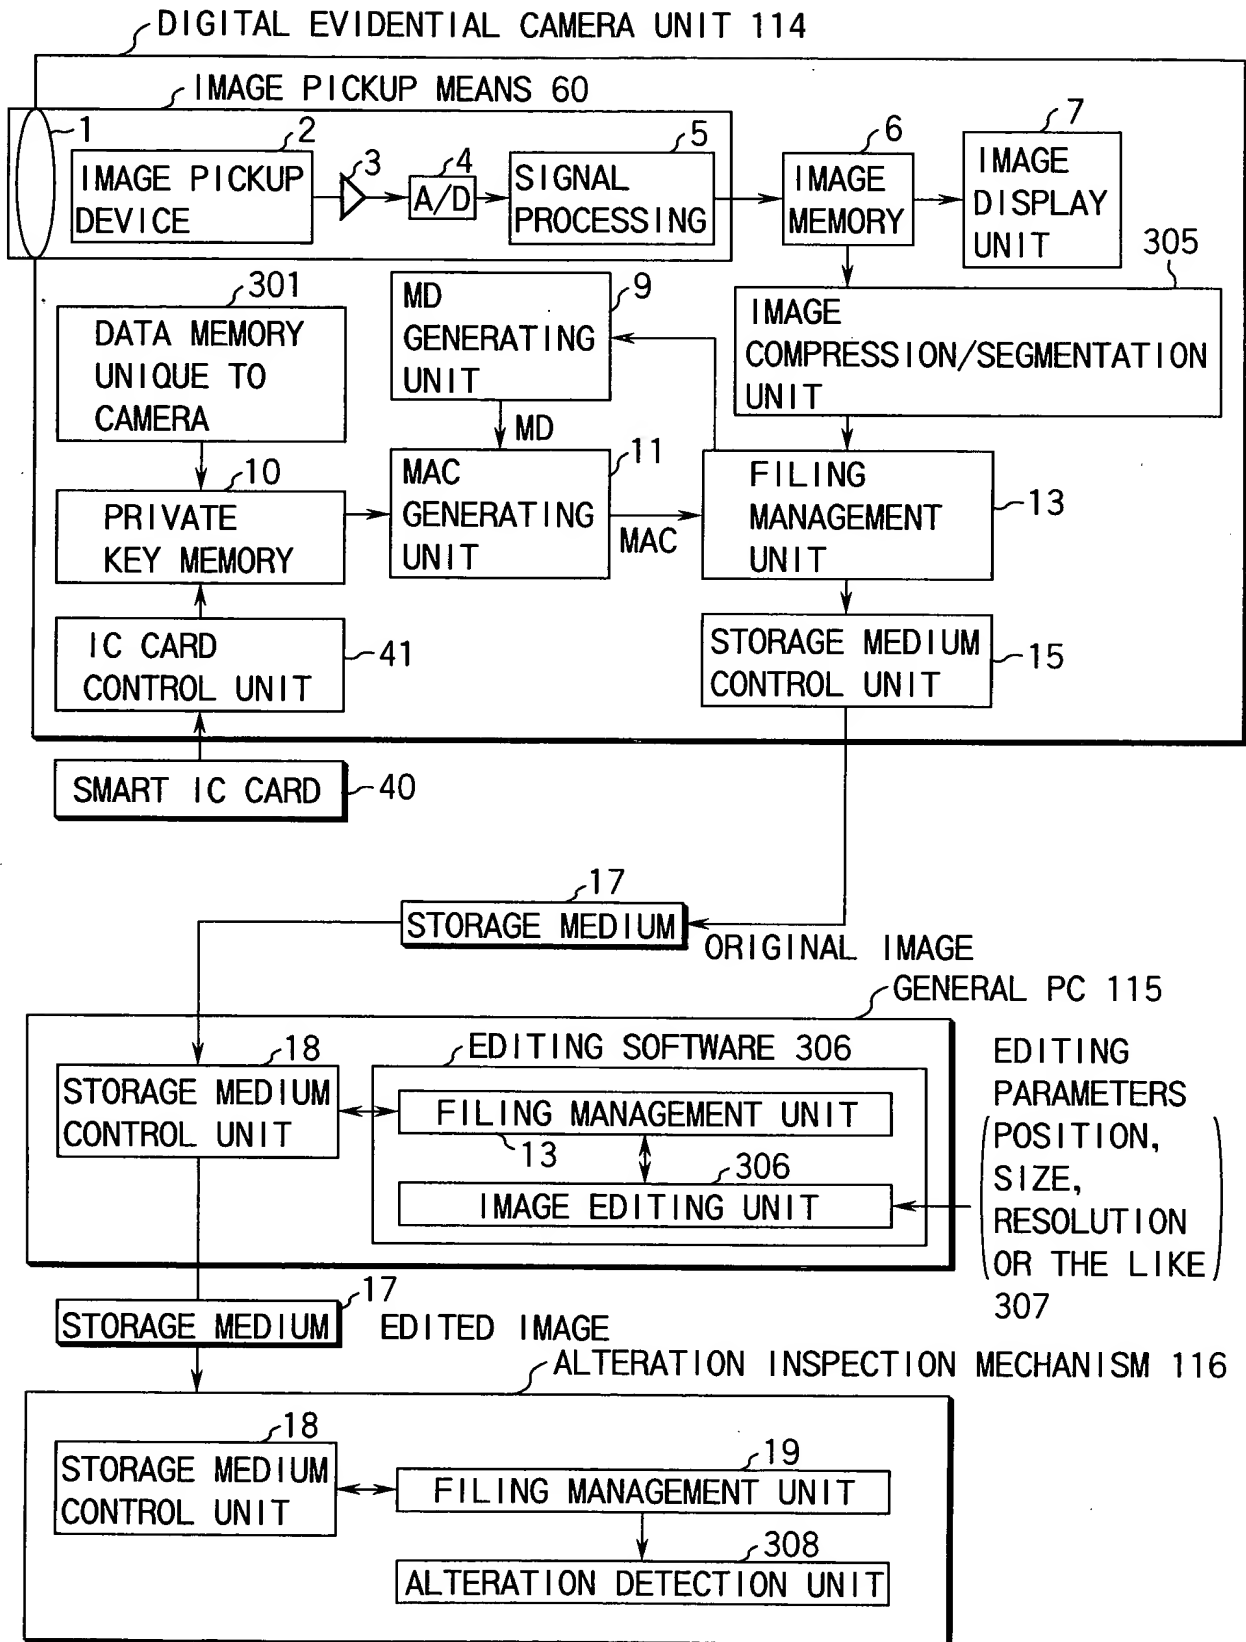 DIGITAL EVIDENTIAL CAMERA UNIT 114
IMAGE PICKUP MEANS 60
1
2
3
4
5
6
7
IMAGE PICKUP
DEVICE
A/D
SIGNAL
PROCESSING
IMAGE
MEMORY
IMAGE
DISPLAY
UNIT
301
DATA MEMORY
UNIQUE TO
CAMERA
9
MD
GENERATING
UNIT
305
IMAGE
COMPRESSION/SEGMENTATION
UNIT
MD
10
PRIVATE
KEY MEMORY
11
MAC
GENERATING
UNIT
MAC
FILING
MANAGEMENT
UNIT
13
IC CARD
CONTROL UNIT
41
STORAGE MEDIUM
CONTROL UNIT
15
SMART IC CARD
40
17
STORAGE MEDIUM
ORIGINAL IMAGE
GENERAL PC 115
18
STORAGE MEDIUM
CONTROL UNIT
EDITING SOFTWARE 306
FILING MANAGEMENT UNIT
13
306
IMAGE EDITING UNIT
EDITING
PARAMETERS
(POSITION,
SIZE,
RESOLUTION
OR THE LIKE)
307
17
STORAGE MEDIUM
EDITED IMAGE
ALTERATION INSPECTION MECHANISM 116
18
STORAGE MEDIUM
CONTROL UNIT
19
FILING MANAGEMENT UNIT
308
ALTERATION DETECTION UNIT